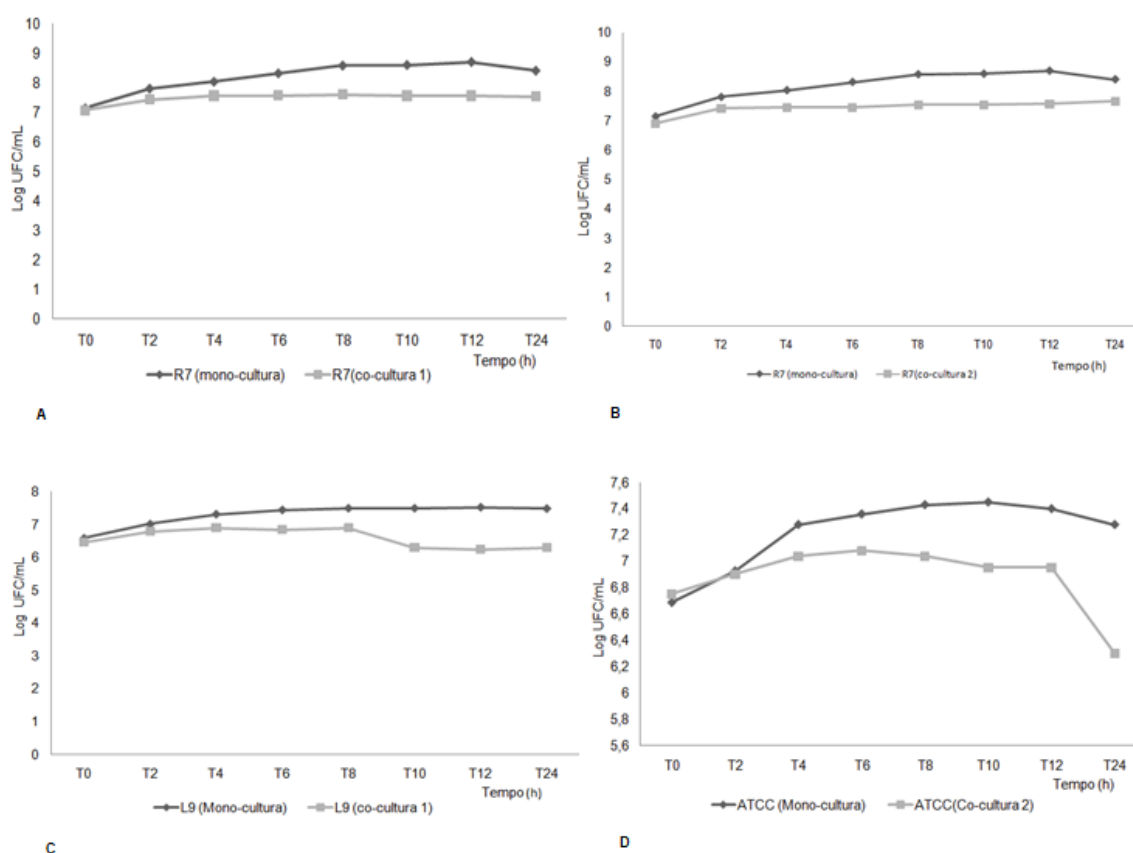 10
9
8
7
6
5
4
3
2
1
0
Log UFC/mL
T0 T2 T4 T6 T8 T10 T12 T24
Tempo (h)
R7 (mono-cultura) R7(co-cultura 1)
A
10
9
8
7
6
5
4
3
2
1
0
Log UFC/mL
T0 T2 T4 T6 T8 T10 T12 T24
Tempo (h)
R7 (mono-cultura) R7(co-cultura 2)
B
8
7
6
5
4
3
2
1
0
Log UFC/mL
T0 T2 T4 T6 T8 T10 T12 T24
Tempo (h)
L9 (Mono-cultura) L9 (co-cultura 1)
C
7,6
7,4
7,2
7
6,8
6,6
6,4
6,2
6
5,8
5,6
Log UFC/mL
T0 T2 T4 T6 T8 T10 T12 T24
Tempo (h)
ATCC (Mono-cultura) ATCC(Co-cultura 2)
D